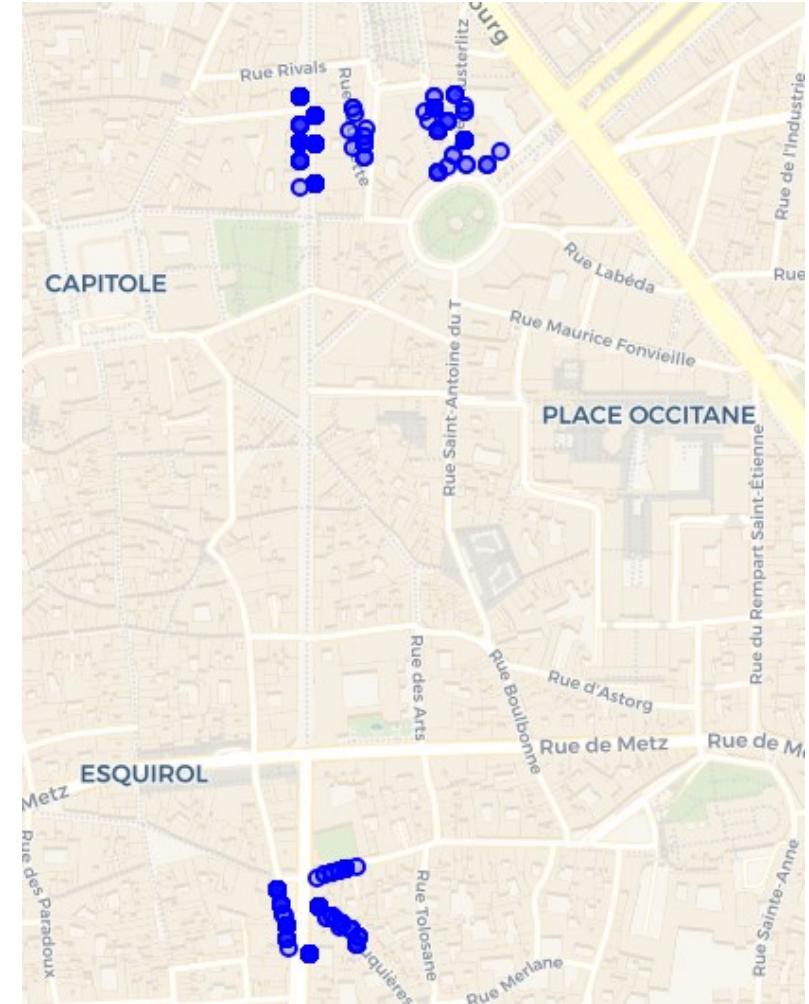 Rue Rivals
Rue de l'Industrie
CAPITOLE
Rue Labéda
Rue
Rue Maurice Fonvieille
Rue Saint-Antoine du T
PLACE OCCITANE
Rue du Rempart Saint-Étienne
Rue des Arts
Rue Boulbonne
Rue d'Astorg
Rue de Metz
Rue de M
ESQUIROL
Metz
Rue des Paradoux
Rue Tolosane
Rue Sainte-Anne
Rue Merlane